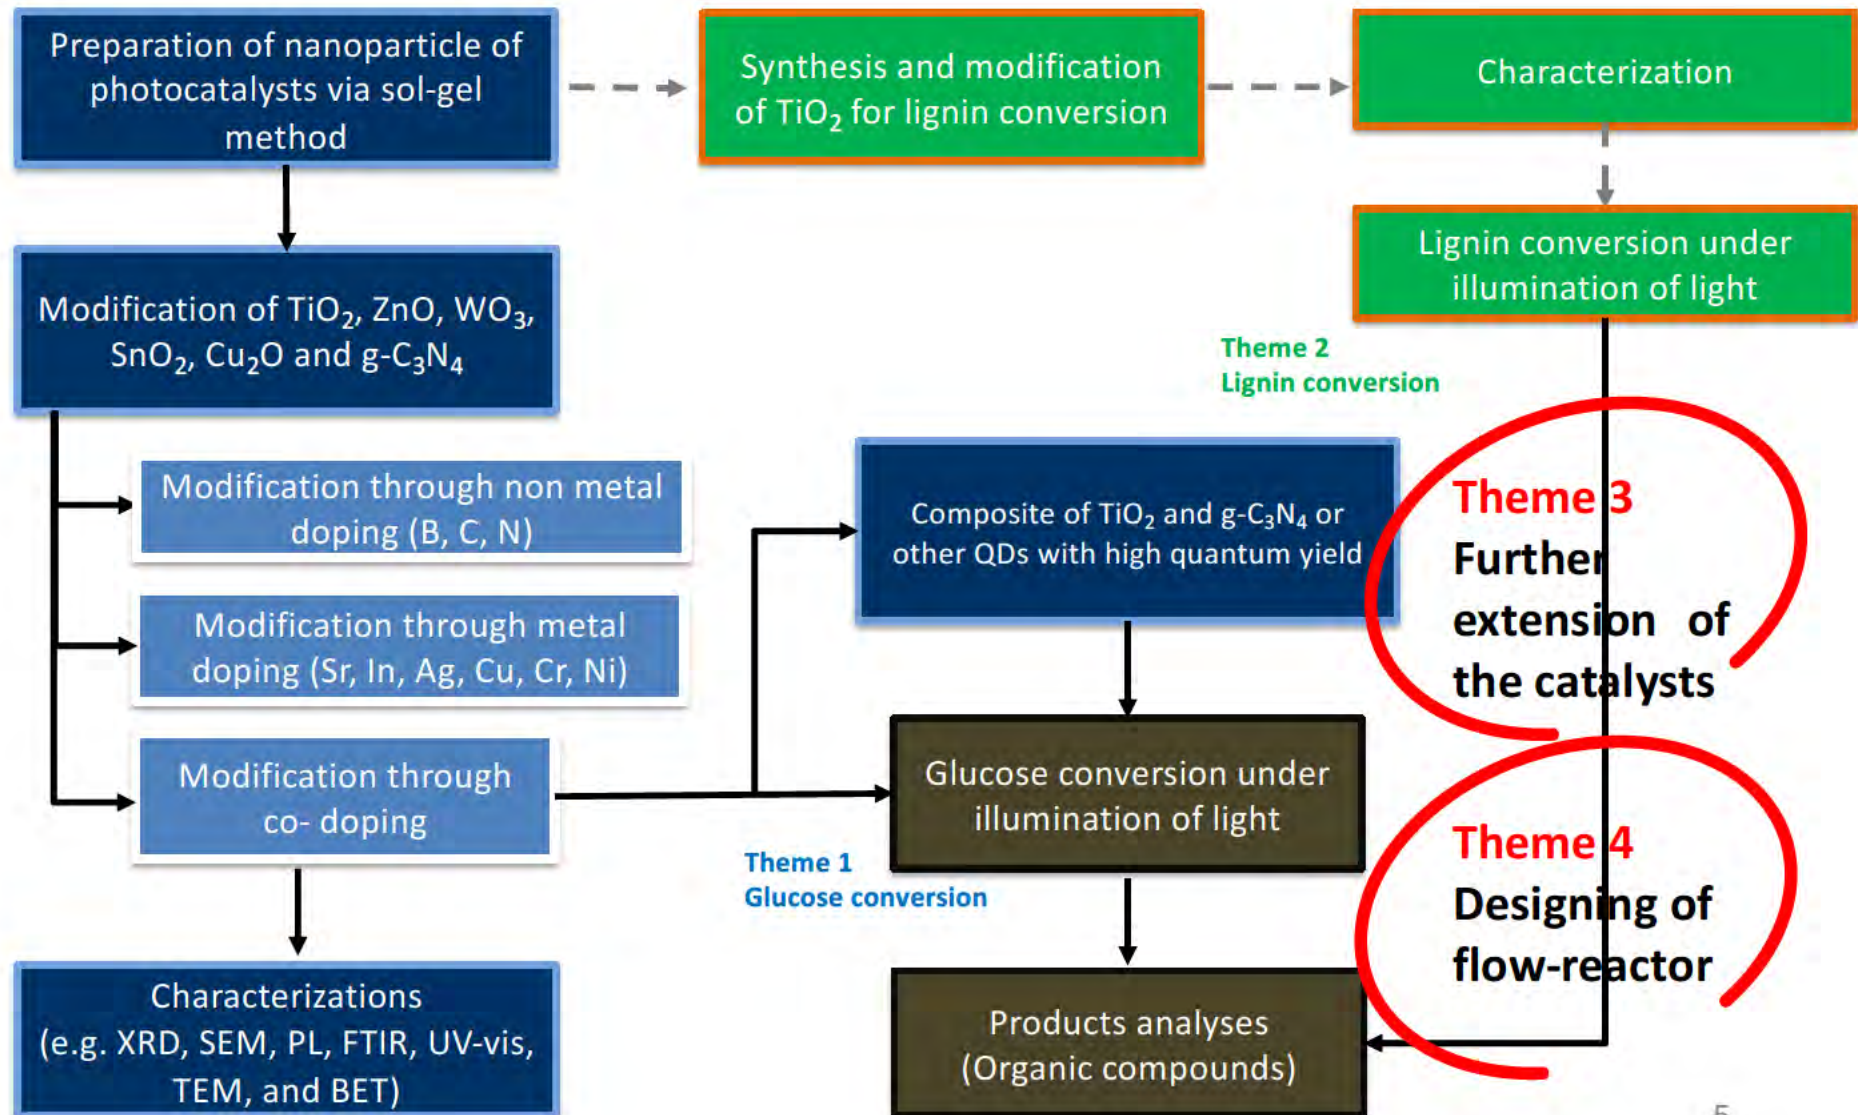 Preparation of nanoparticle of
photocatalysts via sol-gel
method
Synthesis and modification
of TiO₂ for lignin conversion
Characterization
Lignin conversion under
illumination of light
Modification of TiO₂, ZnO, WO₃,
SnO₂, Cu₂O and g-C₃N₄
Theme 2
Lignin conversion
Modification through non metal
doping (B, C, N)
Composite of TiO₂ and g-C₃N₄ or
other QDs with high quantum yield
Theme 3
Further
extension of
the catalysts
Modification through metal
doping (Sr, In, Ag, Cu, Cr, Ni)
Modification through
co- doping
Glucose conversion under
illumination of light
Theme 1
Glucose conversion
Theme 4
Designing of
flow-reactor
Characterizations
(e.g. XRD, SEM, PL, FTIR, UV-vis,
TEM, and BET)
Products analyses
(Organic compounds)
5